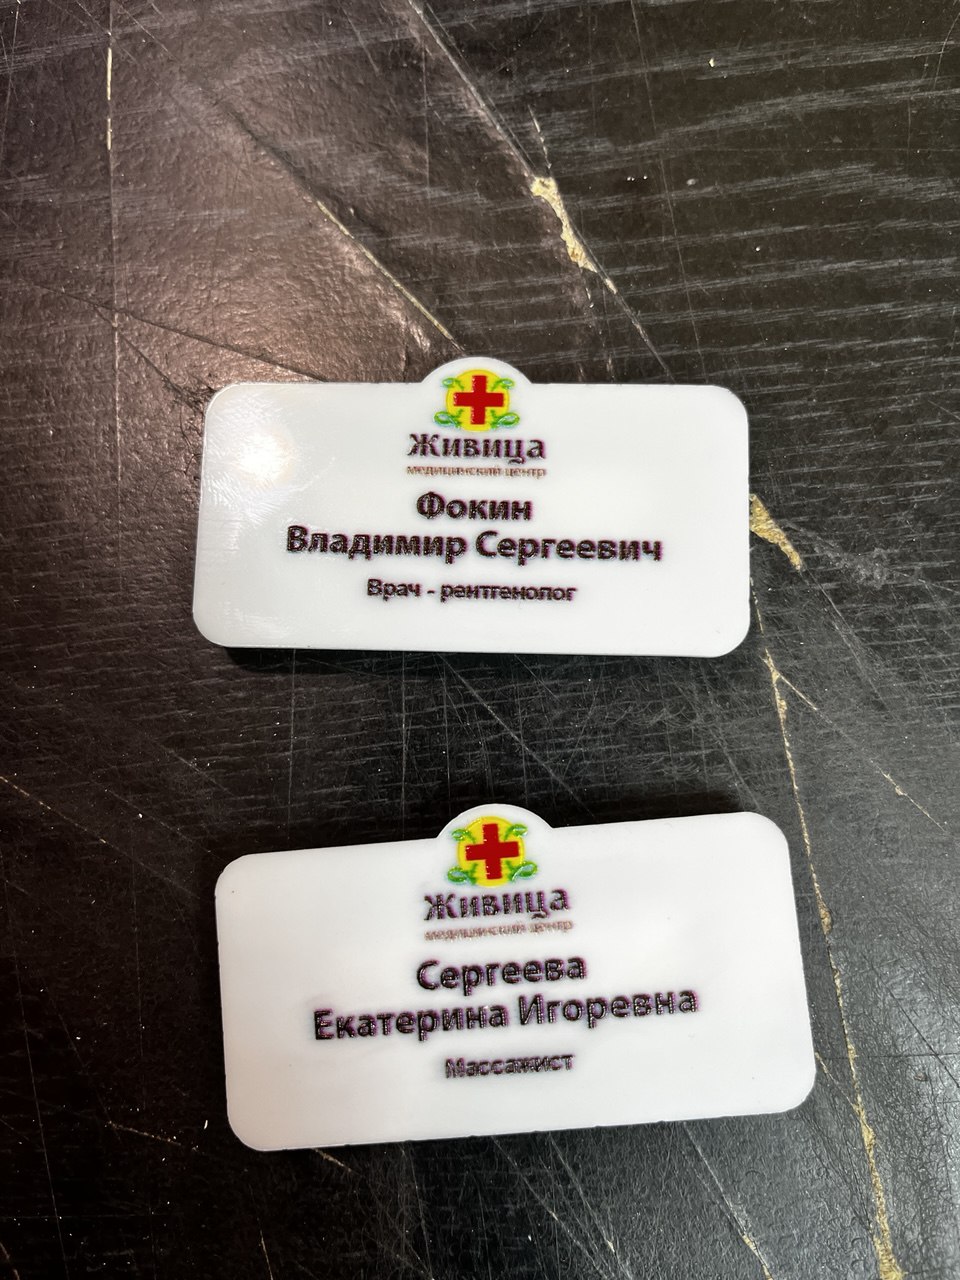 Живица
медицинский центр
Фокин
Владимир Сергеевич
Врач - рентгенолог
Живица
медицинский центр
Сергеева
Екатерина Игоревна
Массажист